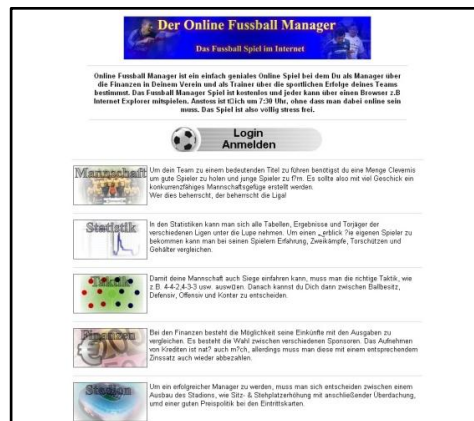 Der Online Fussball Manager
Das Fussball Spiel im Internet
Online Fussball Manager ist ein einfach geniales Online Spiel bei dem Du als Manager über
die Finanzen in Deinem Verein und als Trainer über die sportlichen Erfolge deines Teams
bestimmst. Das Fussball Manager Spiel ist kostenlos und jeder kann über einen Browser z.B
Internet Explorer mitspielen. Anstoss ist t□ich um 7:30 Uhr, ohne dass man dabei online sein
muss. Das Spiel ist also völlig stress frei.
Login
Anmelden
Mannschaft
Um dein Team zu einem bedeutenden Titel zu führen benötigst du eine Menge Clevernis
um gute Spieler zu holen und junge Spieler zu f?rn. Es sollte also mit viel Geschick ein
konkurrenzfähiges Mannschaftsgefüge erstellt werden.
Wer dies beherrscht, der beherrscht die Liga!
Statistik
In den Statistiken kann man sich alle Tabellen, Ergebnisse und Torjäger der
verschiedenen Ligen unter die Lupe nehmen. Um einen „erblick ?ie eigenen Spieler zu
bekommen kann man bei seinen Spielern Erfahrung, Zweikämpfe, Torschützen und
Gehälter vergleichen.
Taktik
Damit deine Mannschaft auch Siege einfahren kann, muss man die richtige Taktik, wie
z.B. 4-4-2,4-3-3 usw. ausw□en. Danach kannst du Dich dann zwischen Ballbesitz,
Defensiv, Offensiv und Konter zu entscheiden.
Finanzen
Bei den Finanzen besteht die Möglichkeit seine Einkünfte mit den Ausgaben zu
vergleichen. Es besteht die Wahl zwischen verschiedenen Sponsoren. Das Aufnehmen
von Krediten ist nat? auch m?ch, allerdings muss man diese mit einem entsprechendem
Zinssatz auch wieder abbezahlen.
Stadion
Um ein erfolgreicher Manager zu werden, muss man sich entscheiden zwischen einem
Ausbau des Stadions, wie Sitz- & Stehplatzerhöhung mit anschließender Überdachung,
und einer guten Preispolitik bei den Eintrittskarten.